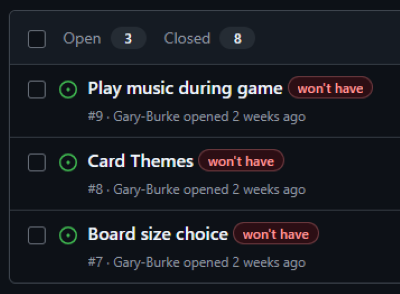 Open 3 Closed 8
Play music during game won't have
#9 · Gary-Burke opened 2 weeks ago
Card Themes won't have
#8 · Gary-Burke opened 2 weeks ago
Board size choice won't have
#7 · Gary-Burke opened 2 weeks ago